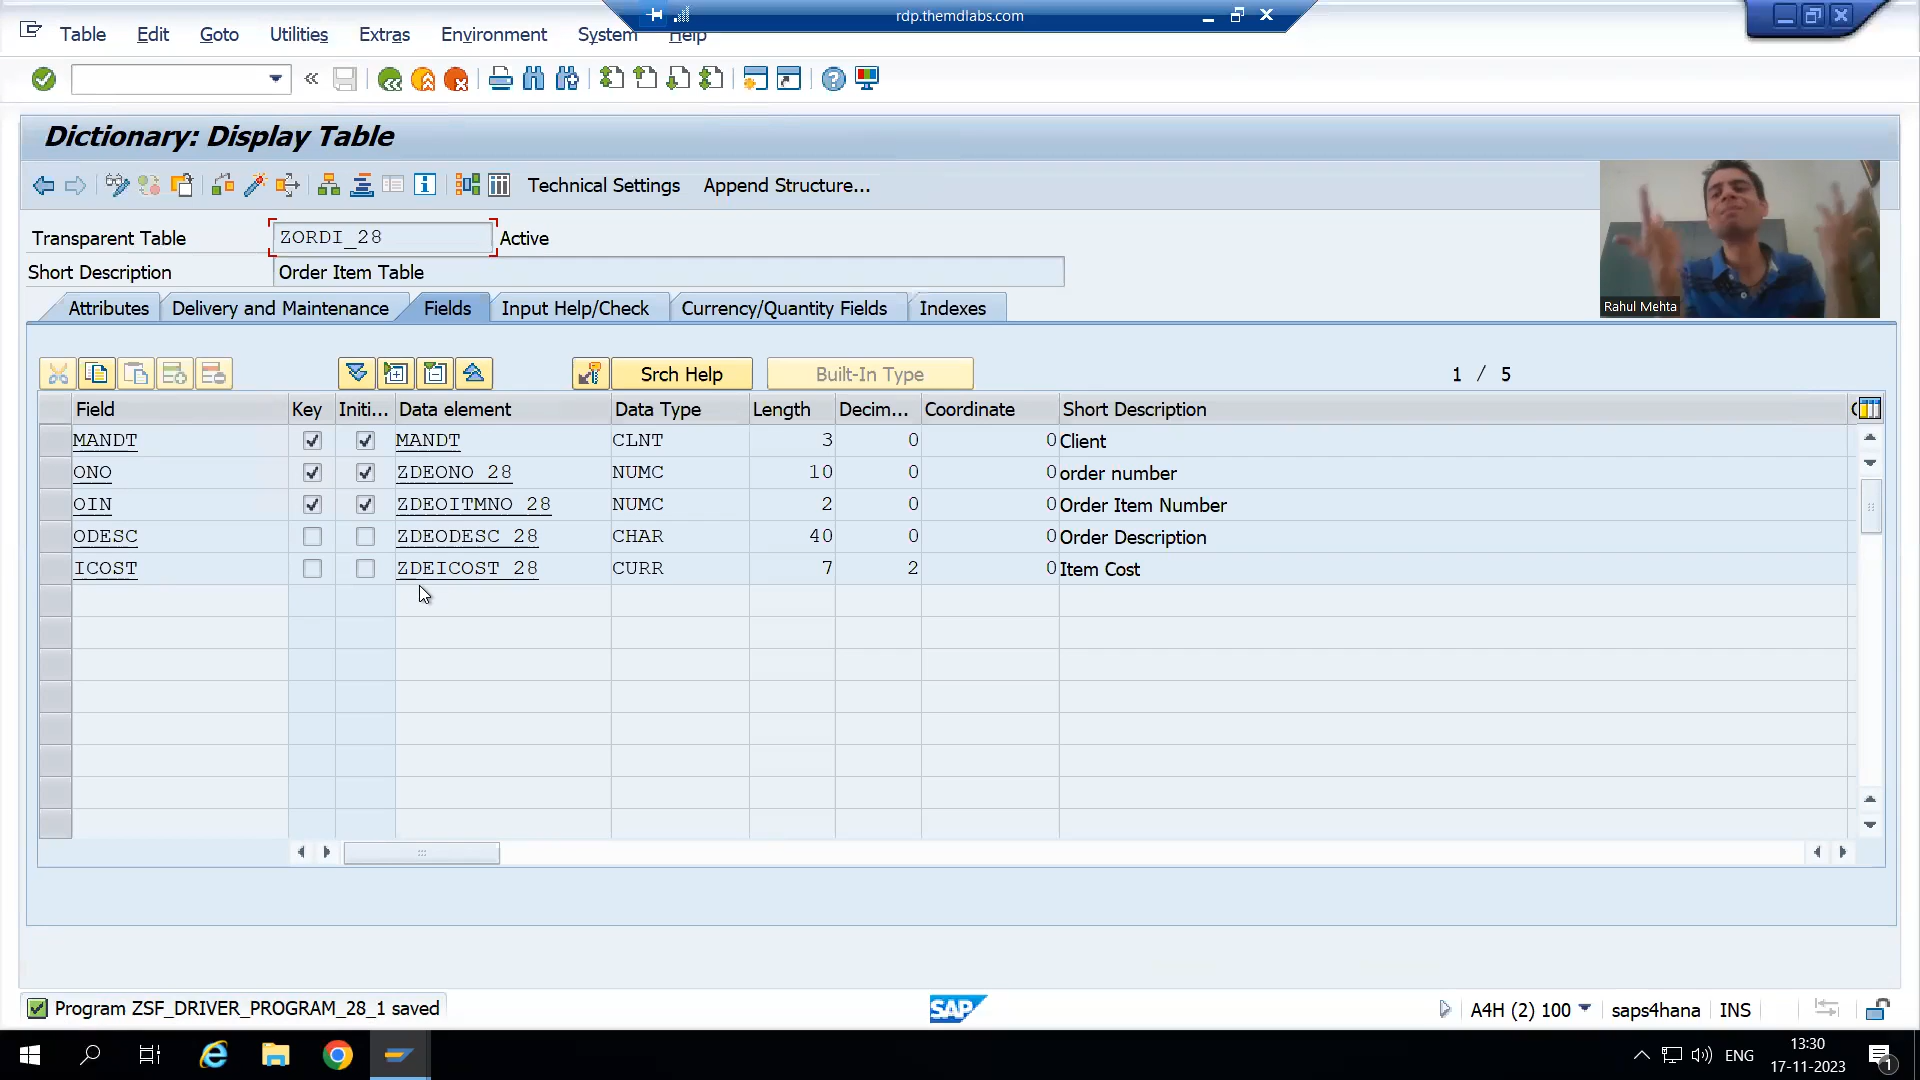 rdp.themdlabs.com
Table Edit Goto Utilities Extras Environment System Help
Dictionary: Display Table
Technical Settings Append Structure...
Transparent Table ZORDI_28 Active
Short Description Order Item Table
Rahul Mehta
Attributes Delivery and Maintenance Fields Input Help/Check Currency/Quantity Fields Indexes
Srch Help Built-In Type 1 / 5
Field Key Initi... Data element Data Type Length Decim... Coordinate Short Description
MANDT MANDT CLNT 3 0 0 Client
ONO ZDEONO_28 NUMC 10 0 0 order number
OIN ZDEOITMNO_28 NUMC 2 0 0 Order Item Number
ODESC ZDEODESC_28 CHAR 40 0 0 Order Description
ICOST ZDEICOST_28 CURR 7 2 0 Item Cost
Program ZSF_DRIVER_PROGRAM_28_1 saved
SAP
A4H (2) 100 saps4hana INS
ENG
13:30
17-11-2023
1